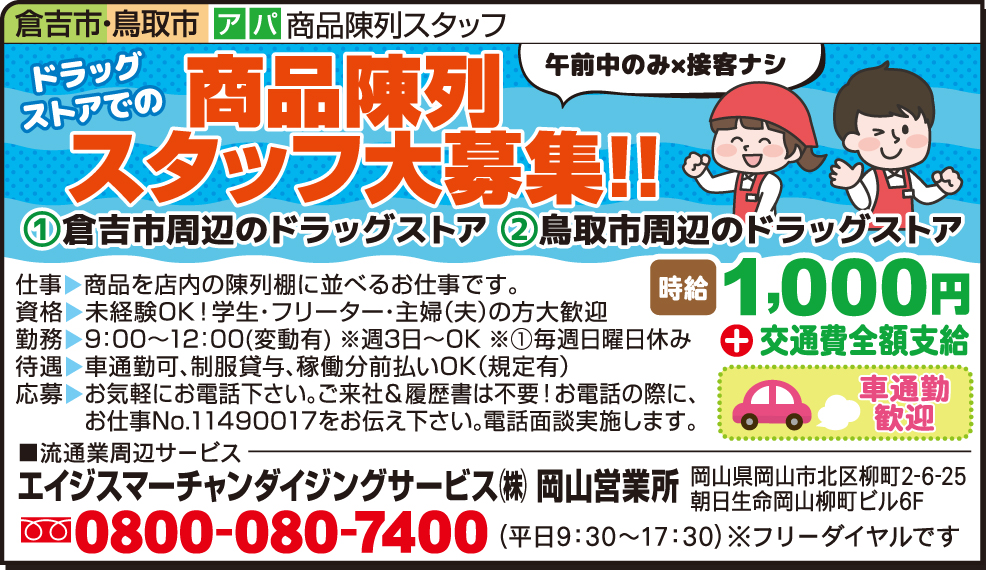 倉吉市・鳥取市 ア パ 商品陳列スタッフ
ドラッグ
ストアでの
商品陳列
スタッフ大募集!!
午前中のみ×接客ナシ
①倉吉市周辺のドラッグストア ②鳥取市周辺のドラッグストア
仕事▶商品を店内の陳列棚に並べるお仕事です。
資格▶未経験OK!学生・フリーター・主婦(夫)の方大歓迎
勤務▶9:00〜12:00(変動有) ※週3日〜OK ※①毎週日曜日休み
待遇▶車通勤可、制服貸与、稼働分前払いOK(規定有)
応募▶お気軽にお電話下さい。ご来社&履歴書は不要!お電話の際に、
お仕事No.11490017をお伝え下さい。電話面談実施します。
時給 1,000円
+交通費全額支給
車通勤
歓迎
■流通業周辺サービス
エイジスマーチャンダイジングサービス㈱ 岡山営業所
岡山県岡山市北区柳町2-6-25
朝日生命岡山柳町ビル6F
0800-080-7400 (平日9:30〜17:30)※フリーダイヤルです